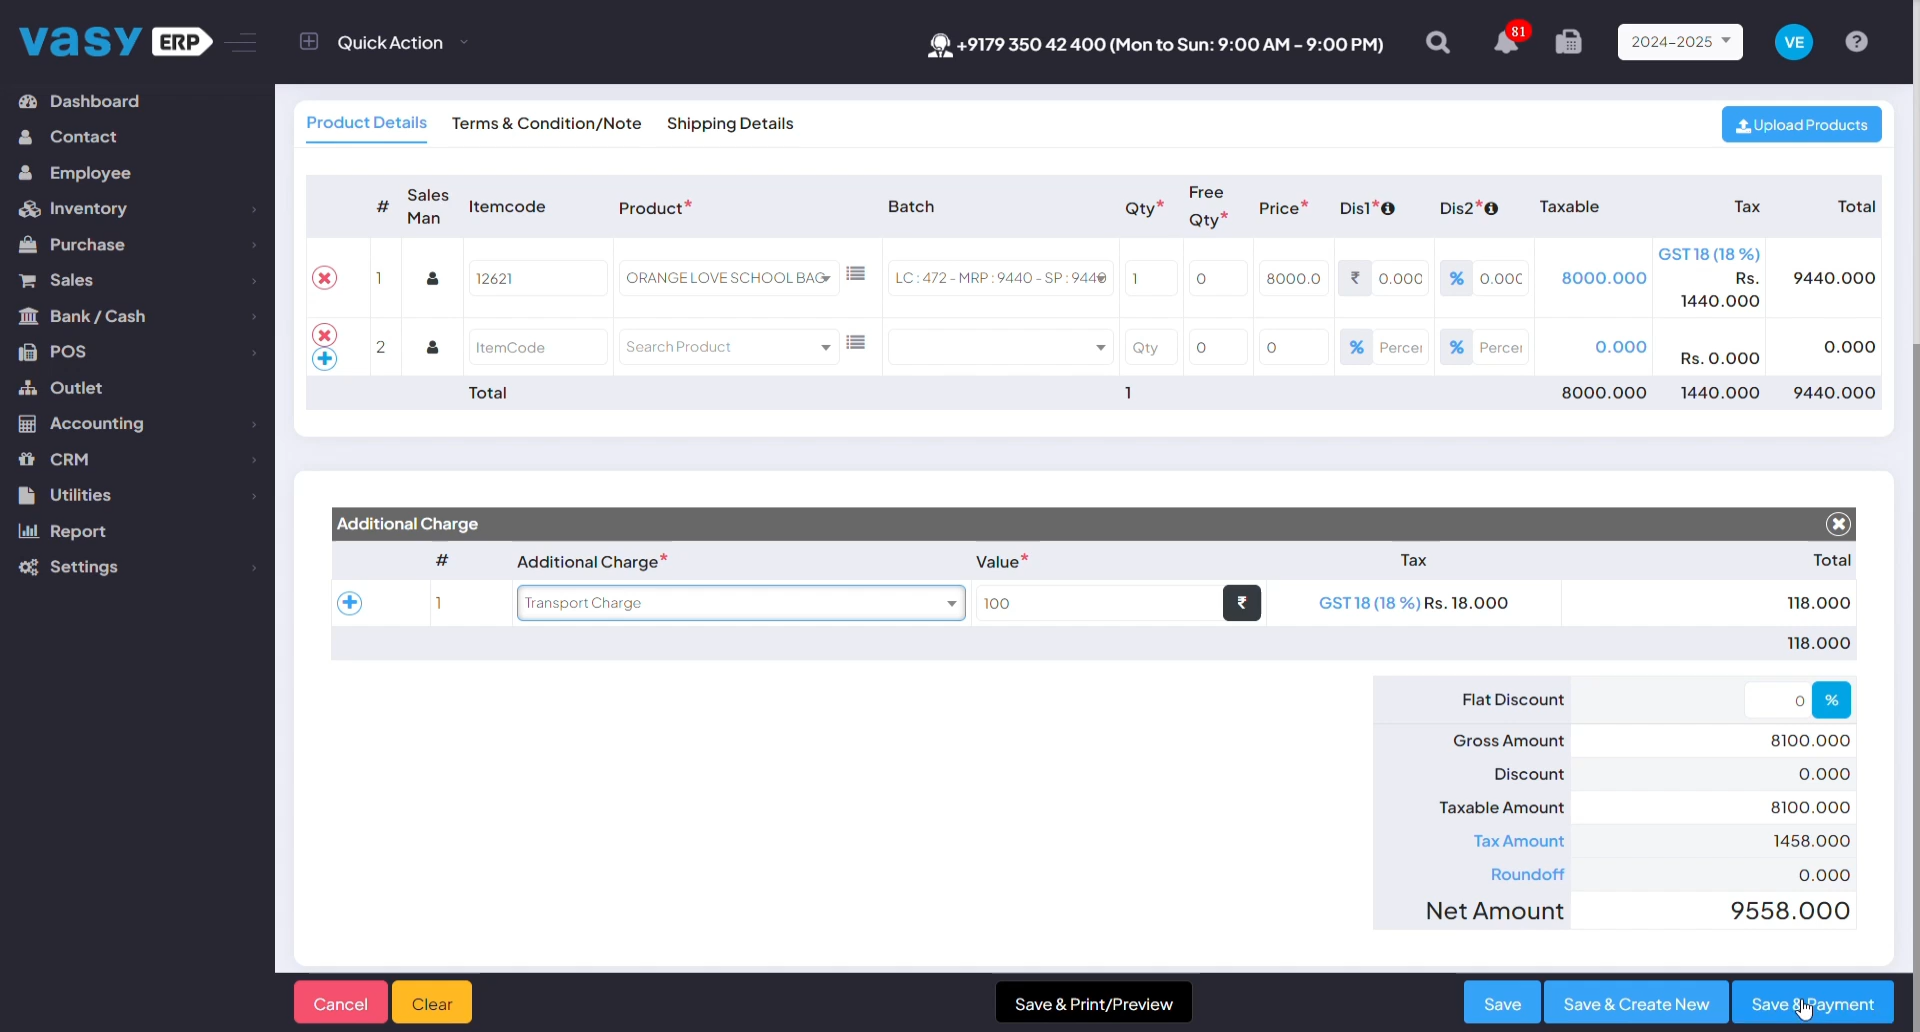 vasy ERP
Quick Action
+9179 350 42 400 (Mon to Sun: 9:00 AM - 9:00 PM)
81
2024-2025
VE
?
Dashboard
Contact
Employee
Inventory
Purchase
Sales
Bank / Cash
POS
Outlet
Accounting
CRM
Utilities
Report
Settings
Product Details Terms & Condition/Note Shipping Details
Upload Products
# Sales Man Itemcode Product* Batch Qty* Free Qty* Price* Dis1* Dis2* Taxable Tax Total
1 12621 ORANGE LOVE SCHOOL BAG LC : 472 - MRP : 9440 - SP : 9440 1 0 8000.0 ₹ 0.000 % 0.000 8000.000 GST 18 (18 %) Rs. 1440.000 9440.000
2 ItemCode Search Product Qty 0 0 % % 0.000 Rs. 0.000 0.000
Total 1 8000.000 1440.000 9440.000
Additional Charge
# Additional Charge* Value* Tax Total
1 Transport Charge 100 ₹ GST 18 (18 %) Rs. 18.000 118.000
118.000
Flat Discount 0 %
Gross Amount 8100.000
Discount 0.000
Taxable Amount 8100.000
Tax Amount 1458.000
Roundoff 0.000
Net Amount 9558.000
Cancel Clear Save & Print/Preview Save Save & Create New Save & Payment